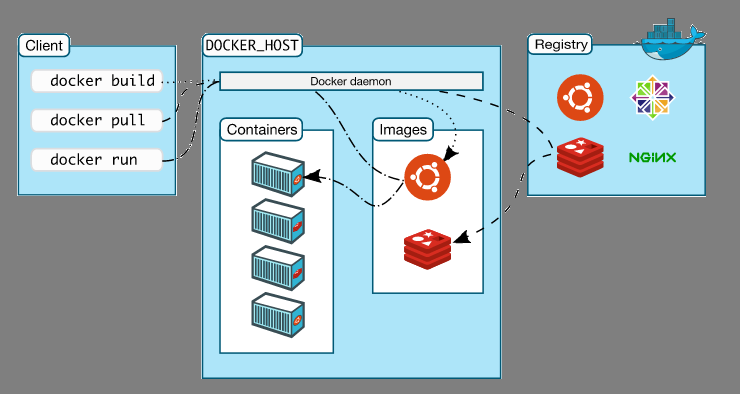 Client
docker build
docker pull
docker run
DOCKER_HOST
Docker daemon
Containers
Images
Registry
NGINX